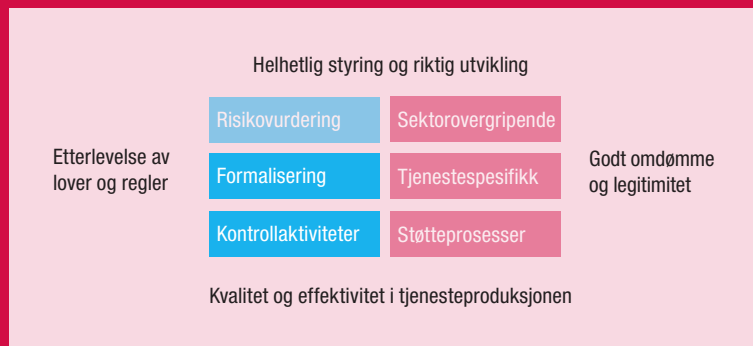 Helhetlig styring og riktig utvikling
Risikovurdering
Sektorovergripende
Etterlevelse av
lover og regler
Formalisering
Tjenestespesifikk
Godt omdømme
og legitimitet
Kontrollaktiviteter
Støtteprosesser
Kvalitet og effektivitet i tjenesteproduksjonen